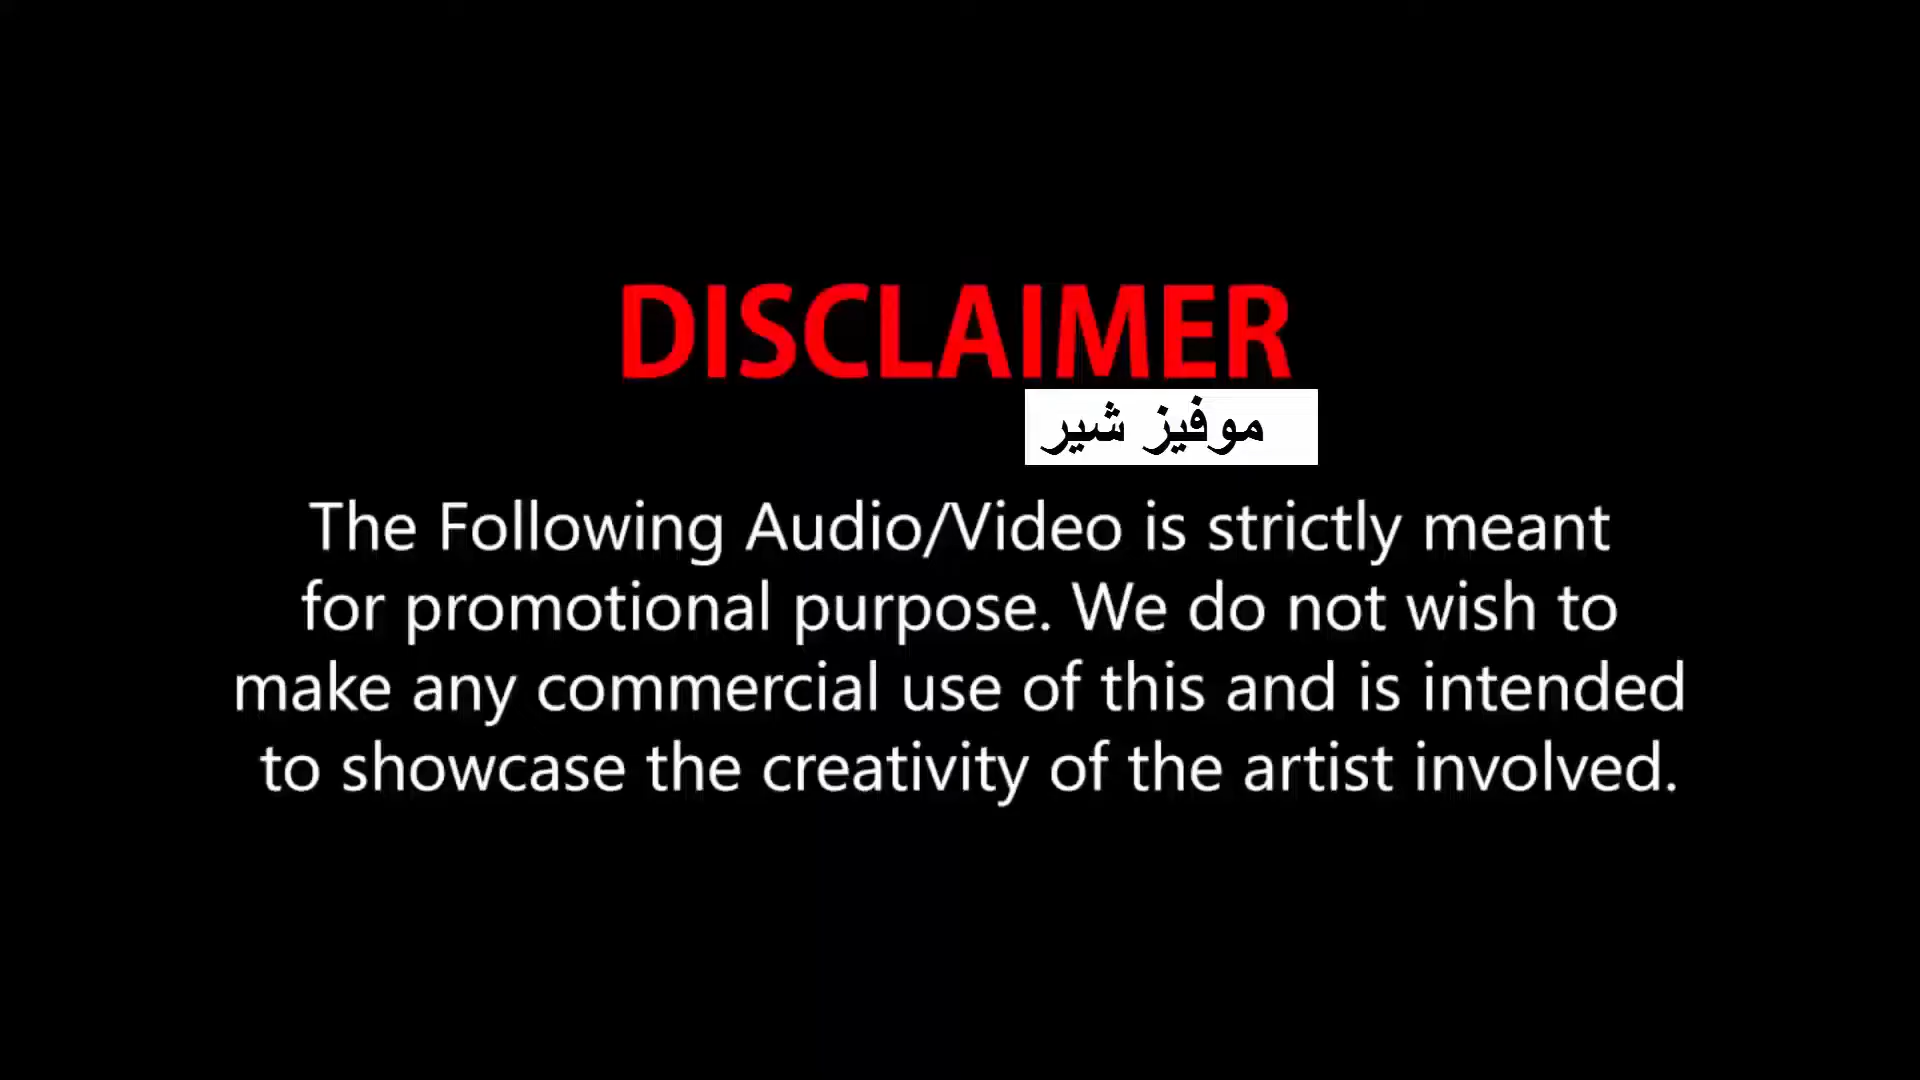 DISCLAIMER
موفيز شير
The Following Audio/Video is strictly meant
for promotional purpose. We do not wish to
make any commercial use of this and is intended
to showcase the creativity of the artist involved.